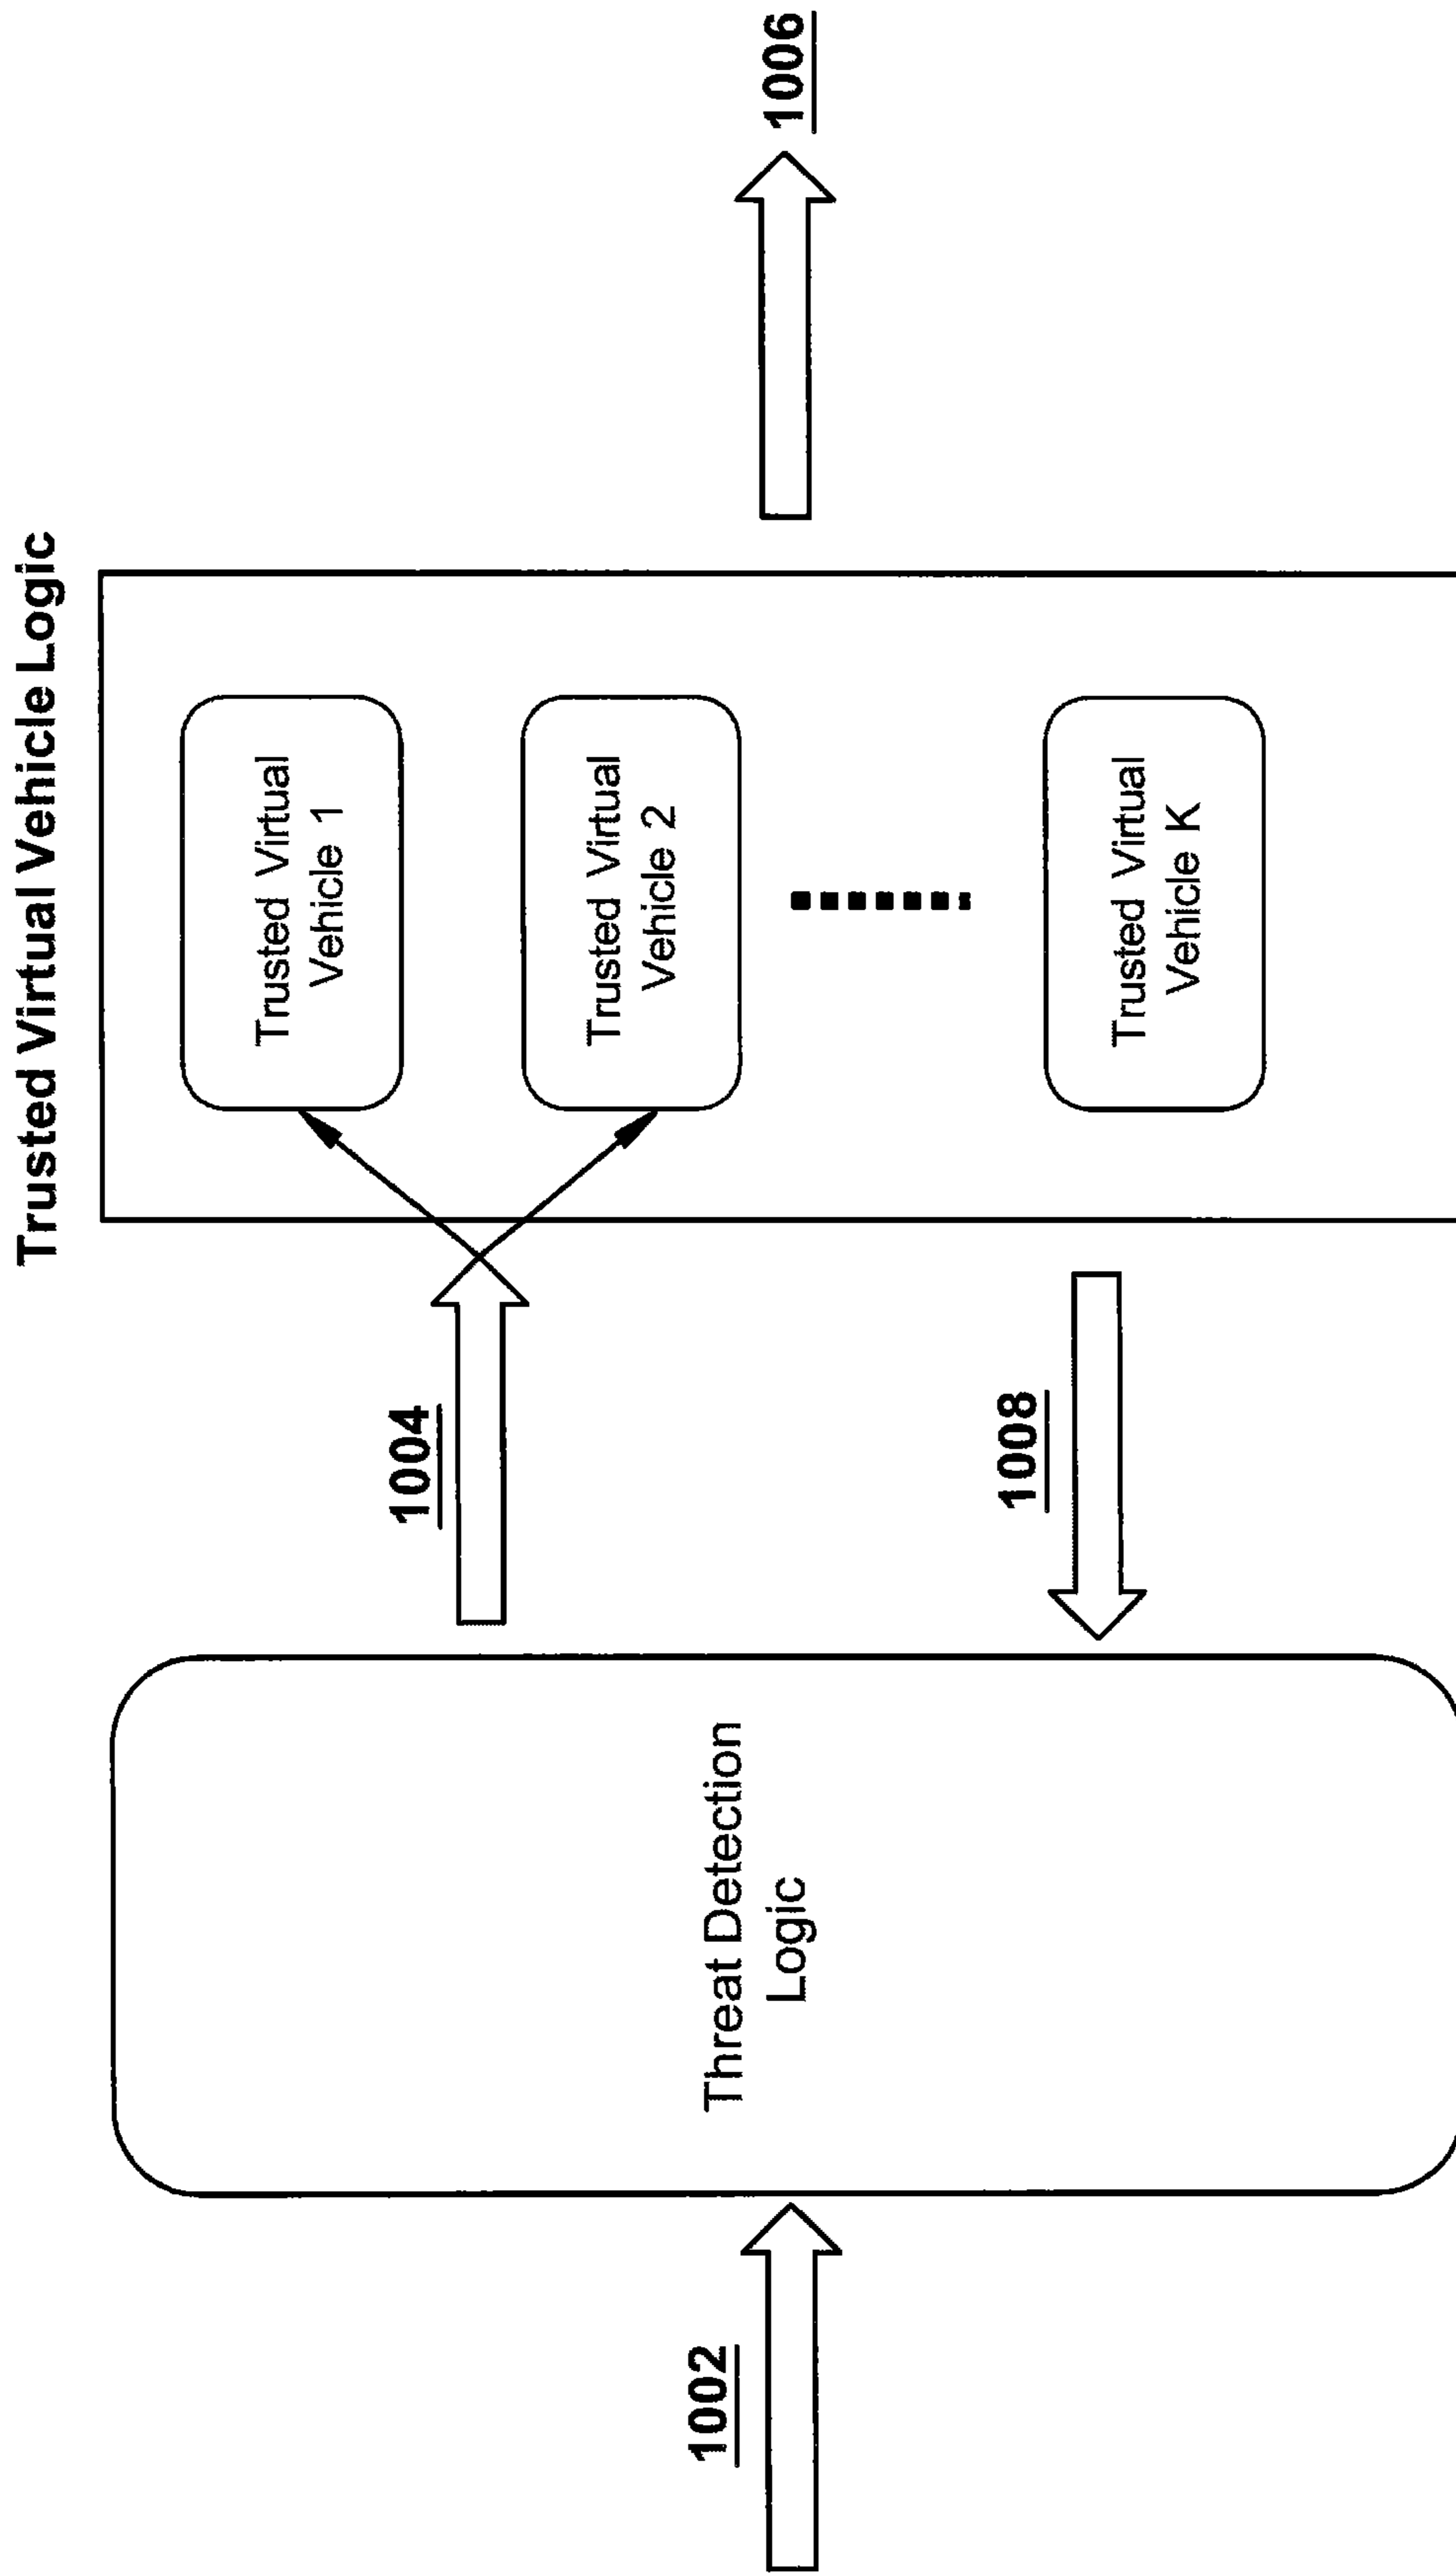 Trusted Virtual Vehicle Logic
1002
Threat Detection
Logic
1004
1008
Trusted Virtual
Vehicle 1
Trusted Virtual
Vehicle 2
Trusted Virtual
Vehicle K
1006